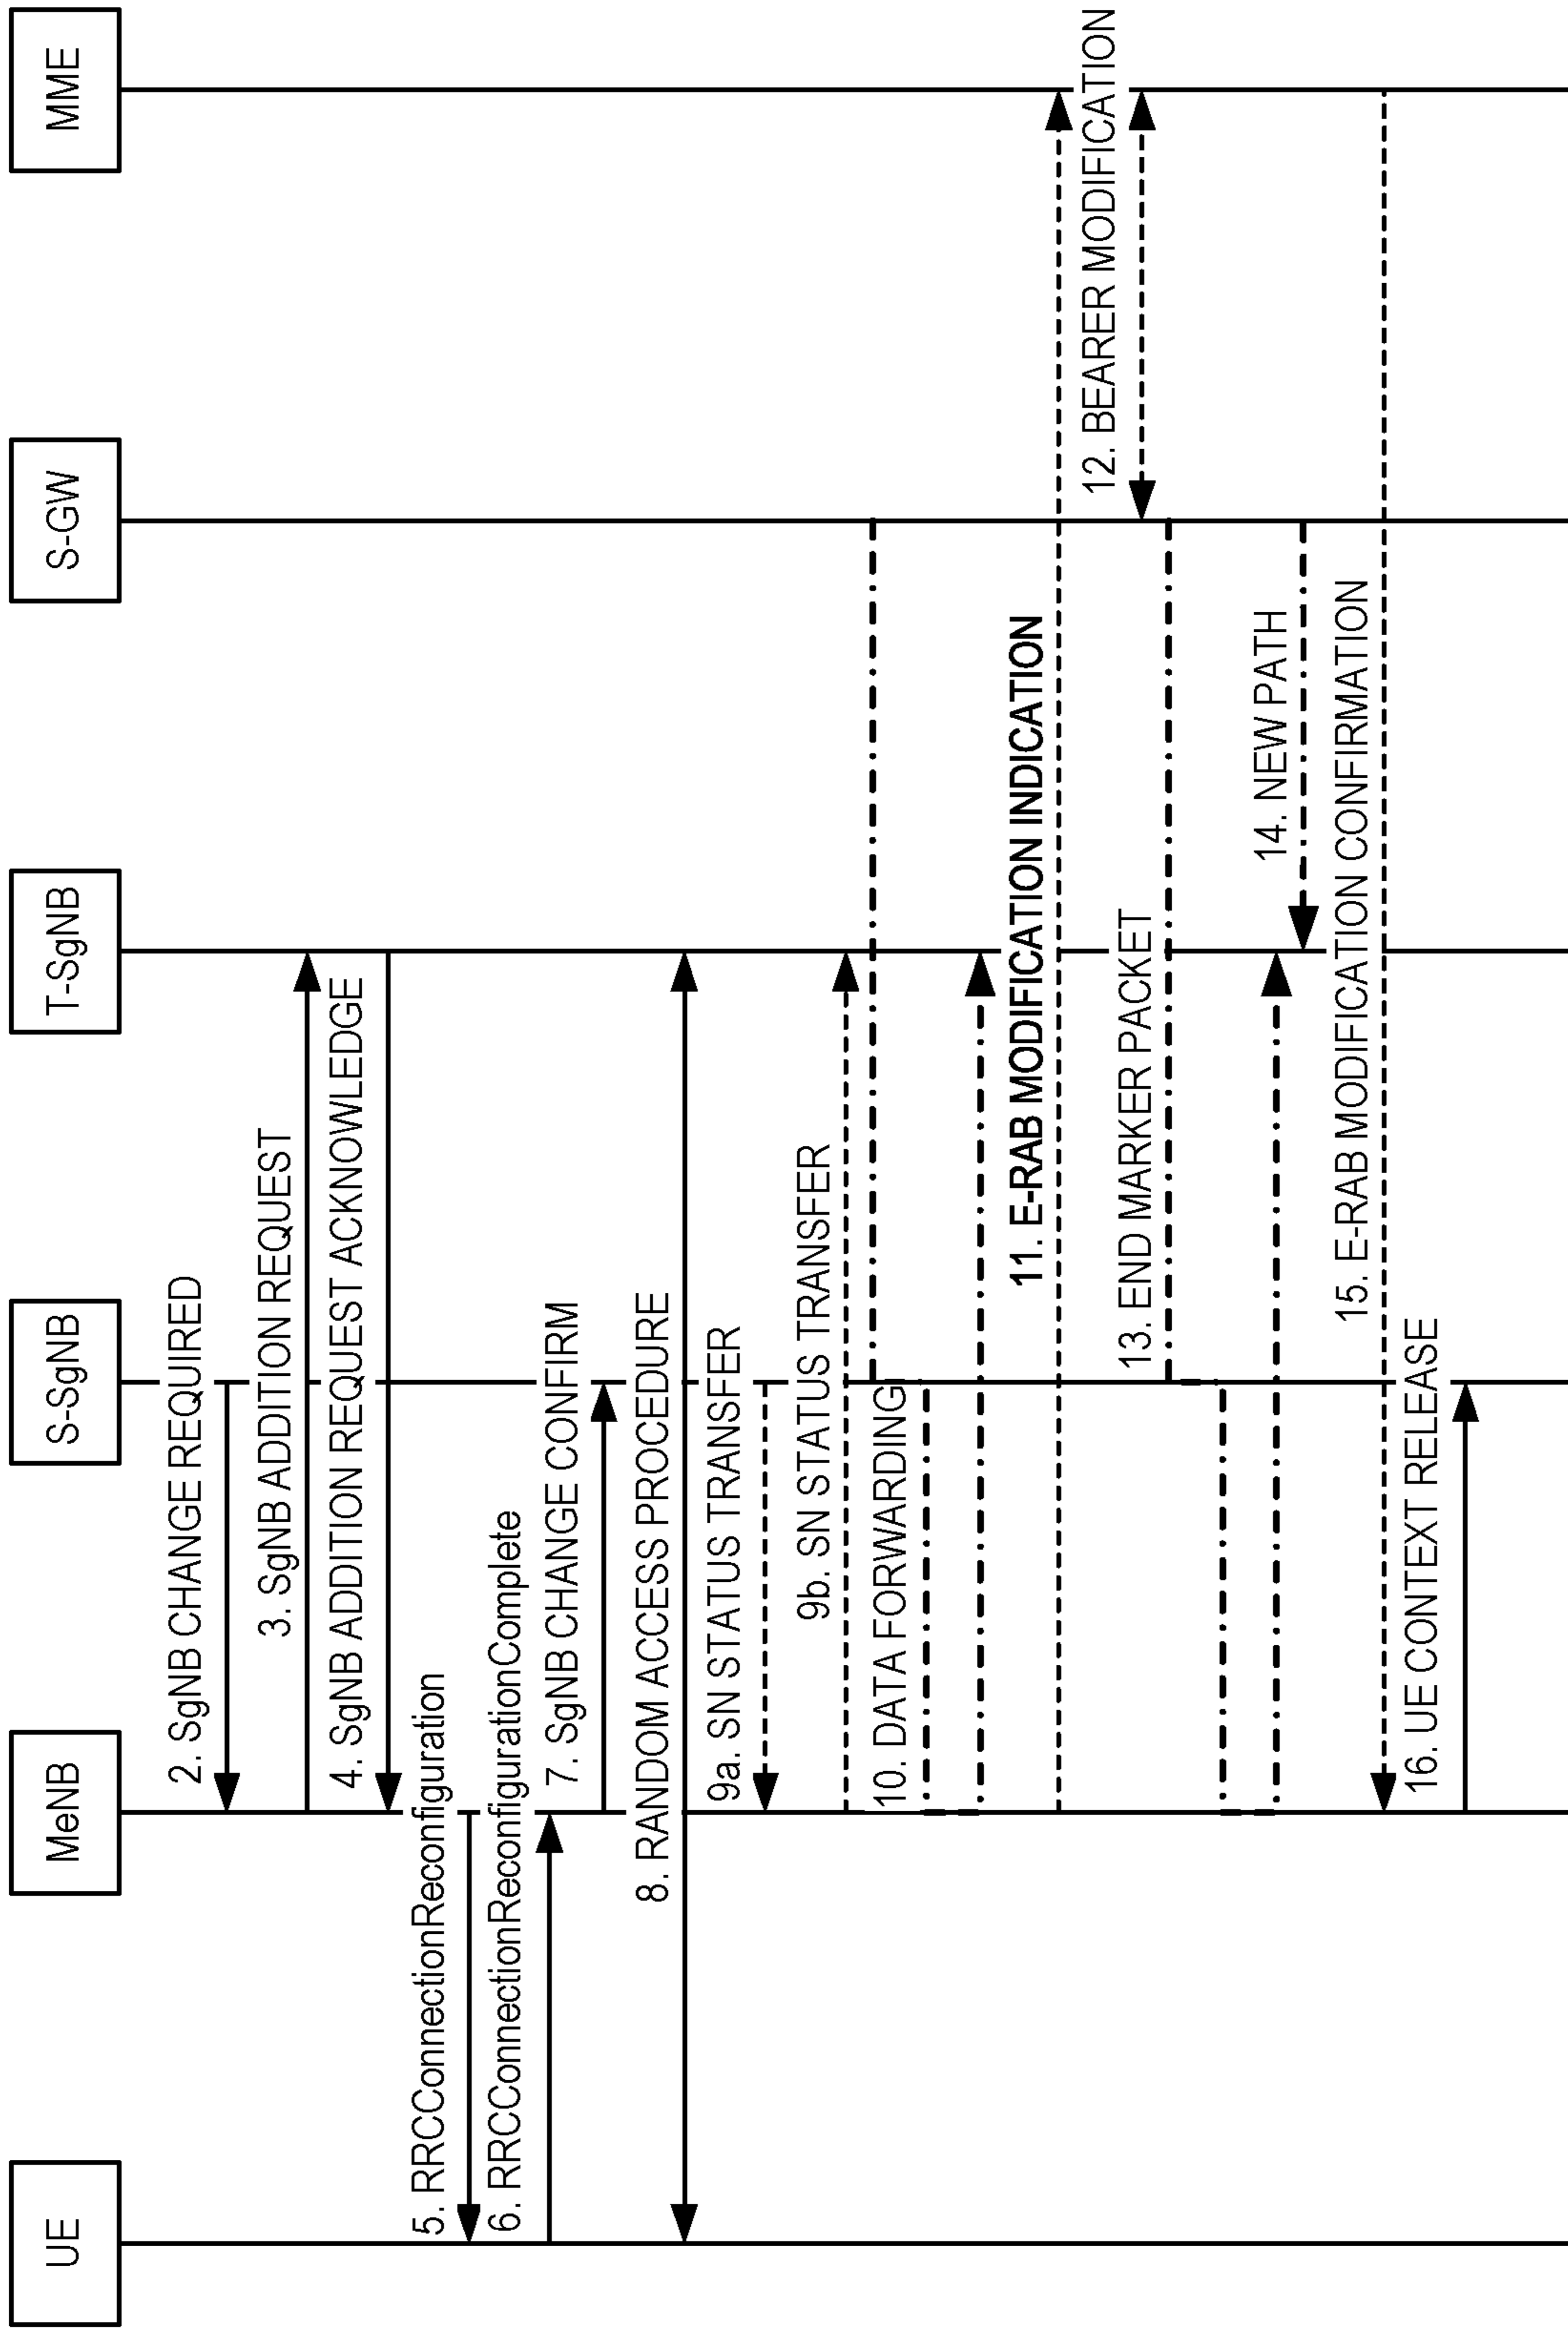 UE
MeNB
S-SgNB
T-SgNB
S-GW
MME
2. SgNB CHANGE REQUIRED
3. SgNB ADDITION REQUEST
4. SgNB ADDITION REQUEST ACKNOWLEDGE
5. RRCConnectionReconfiguration
6. RRCConnectionReconfigurationComplete
7. SgNB CHANGE CONFIRM
8. RANDOM ACCESS PROCEDURE
9a. SN STATUS TRANSFER
9b. SN STATUS TRANSFER
10. DATA FORWARDING
11. E-RAB MODIFICATION INDICATION
12. BEARER MODIFICATION
13. END MARKER PACKET
14. NEW PATH
15. E-RAB MODIFICATION CONFIRMATION
16. UE CONTEXT RELEASE